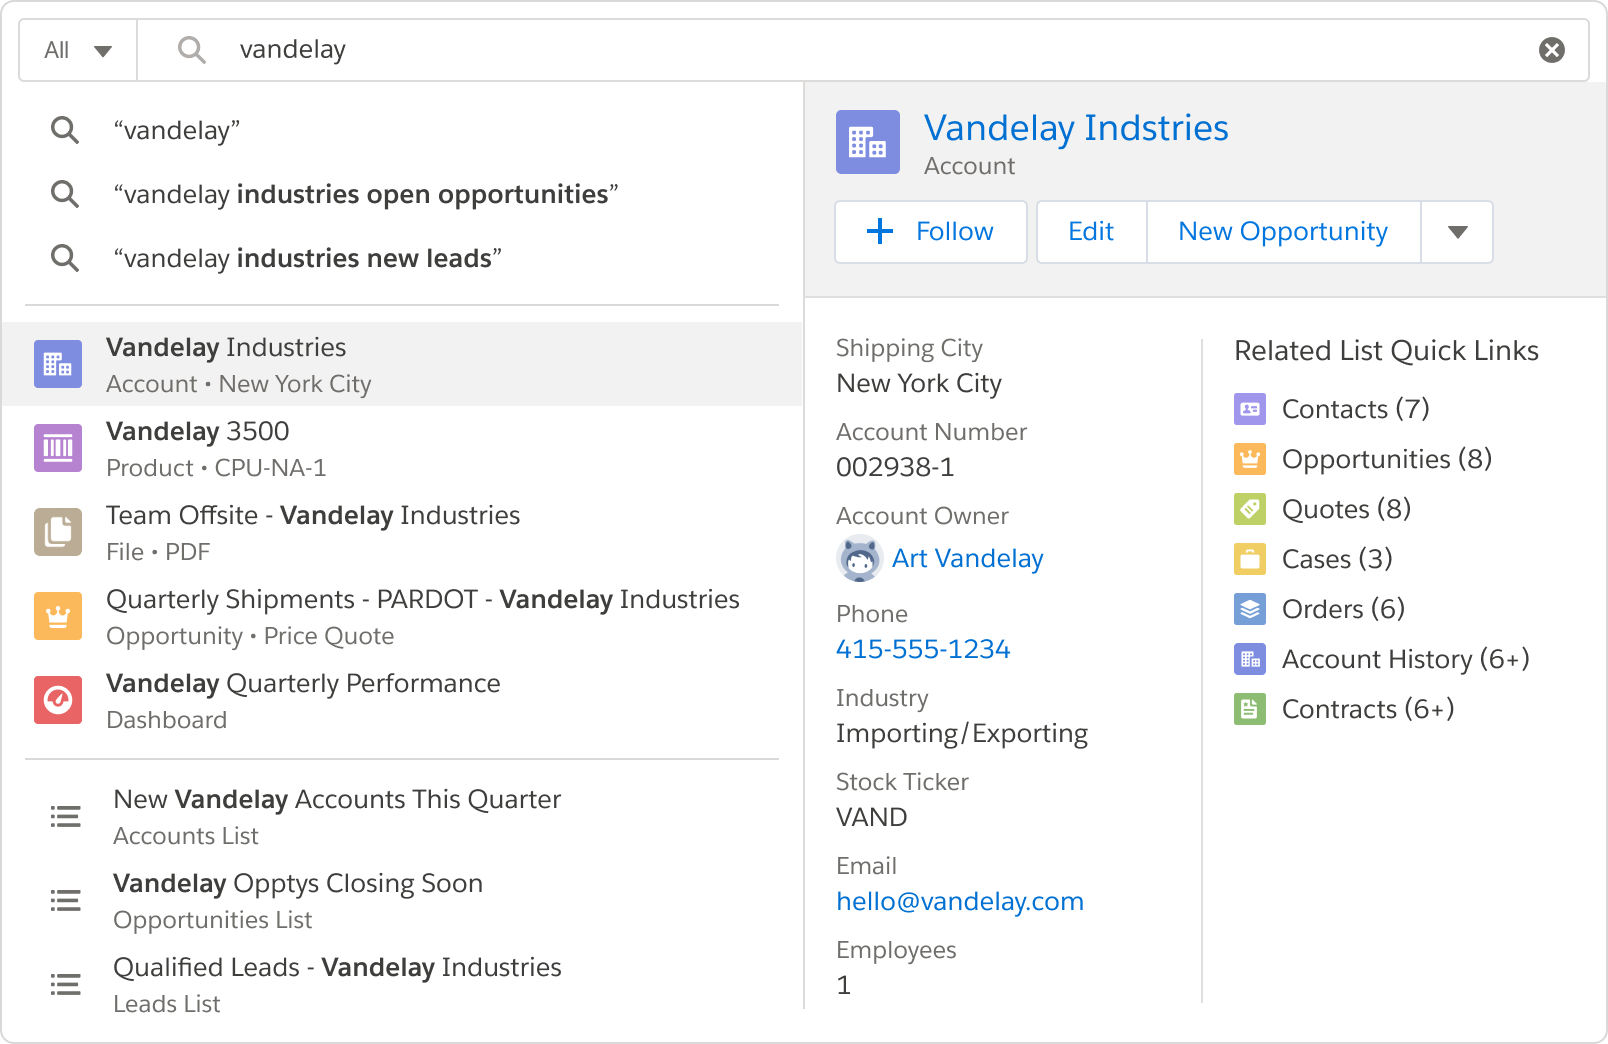 All
vandelay
“vandelay”
“vandelay industries open opportunities”
“vandelay industries new leads”
Vandelay Industries
Account • New York City
Vandelay 3500
Product • CPU-NA-1
Team Offsite - Vandelay Industries
File • PDF
Quarterly Shipments - PARDOT - Vandelay Industries
Opportunity • Price Quote
Vandelay Quarterly Performance
Dashboard
New Vandelay Accounts This Quarter
Accounts List
Vandelay Opptys Closing Soon
Opportunities List
Qualified Leads - Vandelay Industries
Leads List
Vandelay Indstries
Account
Follow
Edit
New Opportunity
Shipping City
New York City
Account Number
002938-1
Account Owner
Art Vandelay
Phone
415-555-1234
Industry
Importing/Exporting
Stock Ticker
VAND
Email
hello@vandelay.com
Employees
1
Related List Quick Links
Contacts (7)
Opportunities (8)
Quotes (8)
Cases (3)
Orders (6)
Account History (6+)
Contracts (6+)